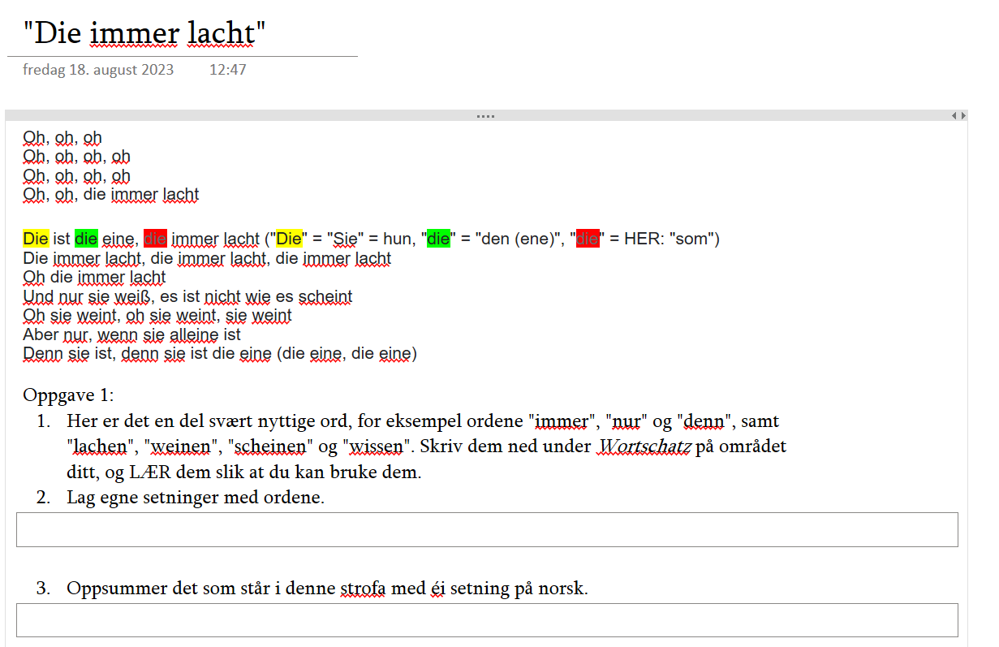 "Die immer lacht"
fredag 18. august 2023 12:47
Oh, oh, oh
Oh, oh, oh, oh
Oh, oh, oh, oh
Oh, oh, die immer lacht
Die ist die eine, die immer lacht ("Die" = "Sie" = hun, "die" = "den (ene)", "die" = HER: "som")
Die immer lacht, die immer lacht, die immer lacht
Oh die immer lacht
Und nur sie weiß, es ist nicht wie es scheint
Oh sie weint, oh sie weint, sie weint
Aber nur, wenn sie alleine ist
Denn sie ist, denn sie ist die eine (die eine, die eine)
Oppgave 1:
1. Her er det en del svært nyttige ord, for eksempel ordene "immer", "nur" og "denn", samt
"lachen", "weinen", "scheinen" og "wissen". Skriv dem ned under Wortschatz på området
ditt, og LÆR dem slik at du kan bruke dem.
2. Lag egne setninger med ordene.
3. Oppsummer det som står i denne strofa med éi setning på norsk.